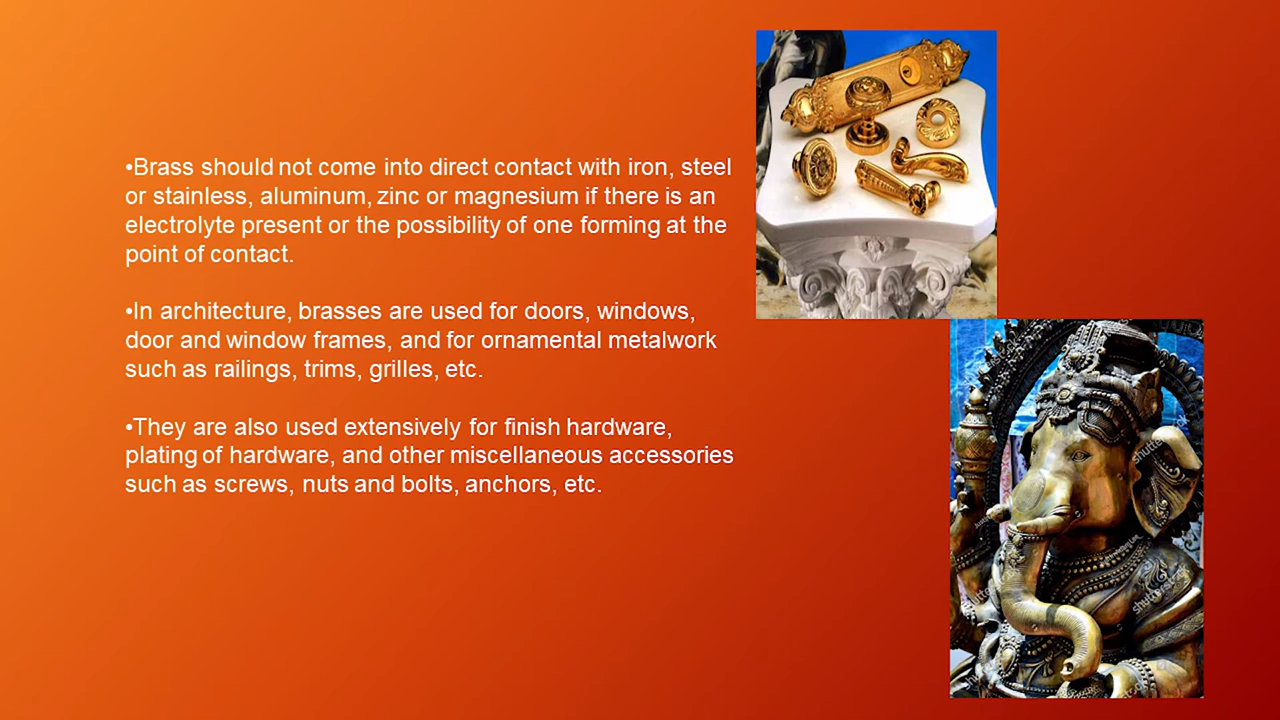 •Brass should not come into direct contact with iron, steel
or stainless, aluminum, zinc or magnesium if there is an
electrolyte present or the possibility of one forming at the
point of contact.
•In architecture, brasses are used for doors, windows,
door and window frames, and for ornamental metalwork
such as railings, trims, grilles, etc.
•They are also used extensively for finish hardware,
plating of hardware, and other miscellaneous accessories
such as screws, nuts and bolts, anchors, etc.